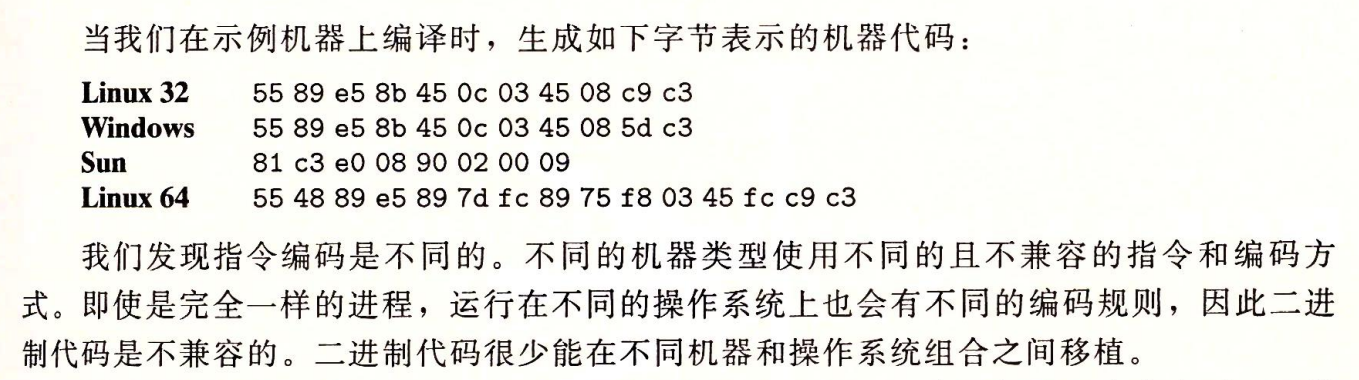 当我们在示例机器上编译时，生成如下字节表示的机器代码：
Linux 32 55 89 e5 8b 45 0c 03 45 08 c9 c3
Windows 55 89 e5 8b 45 0c 03 45 08 5d c3
Sun 81 c3 e0 08 90 02 00 09
Linux 64 55 48 89 e5 89 7d fc 89 75 f8 03 45 fc c9 c3
我们发现指令编码是不同的。不同的机器类型使用不同的且不兼容的指令和编码方
式。即使是完全一样的进程，运行在不同的操作系统上也会有不同的编码规则，因此二进
制代码是不兼容的。二进制代码很少能在不同机器和操作系统组合之间移植。